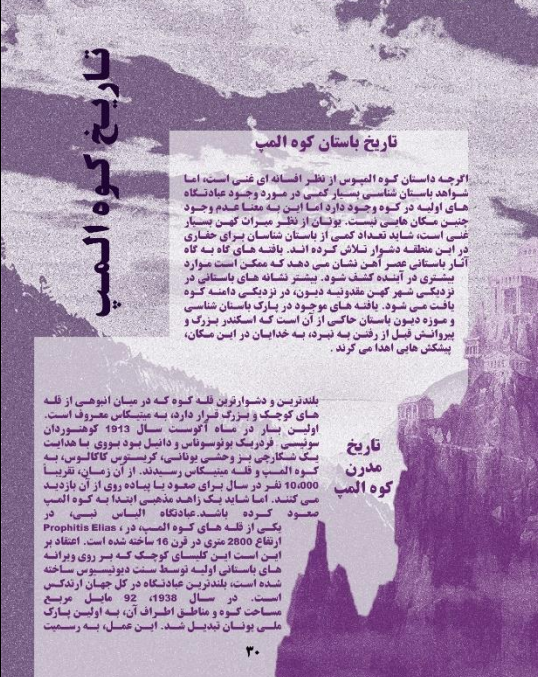 تاریخ کوه المپ
تاریخ باستان کوه المپ
اگرچه داستان کوه المپوس از نظر افسانه ای غنی است، اما
شواهد باستان شناسی بسیار کمی در مورد وجود عبادتگاه
های اولیه در کوه وجود دارد اما این به معنا عدم وجود
چنین مکان هایی نیست. یونان از نظر میراث کهن بسیار
غنی است، شاید تعداد کمی از باستان شناسان برای حفاری
در این منطقه دشوار تلاش کرده اند. یافته های گاه به گاه
آثار باستانی عصر آهن نشان می دهد که ممکن است موارد
بیشتری در آینده کشف شود. بیشتر نشانه های باستانی در
نزدیکی شهر کهن مقدونیه دیون، در نزدیکی دامنه کوه
یافت می شود. یافته های موجود در پارک باستان شناسی
و موزه دیون باستان حاکی از آن است که اسکندر بزرگ و
پیروانش قبل از رفتن به نبرد، به خدایان در این مکان،
پیشکش هایی اهدا می کرند .
تاریخ
مدرن
کوه المپ
بلندترین و دشوارترین قله کوه که در میان انبوهی از قله
های کوچک و بزرگ قرار دارد، به میتیکاس معروف است.
اولین بار در ماه آگوست سال 1913 کوهنوردان
سوئیسی . فردریک بوئوسوناس و دانیل بود بووی با هدایت
یک شکارچی بز وحشی یونانی، کریستوس کاکالوس، به
کوه المپ و قله میتیکاس رسیدند. از آن زمان، تقریباً
10،000 نفر در سال برای صعود یا پیاده روی از آن بازدید
می کنند. اما شاید یک زاهد مذهبی ابتدا به کوه المپ
صعود کرده باشد.عبادتگاه الیاس نبی، در
یکی از قله های کوه المپ، در ، Prophitis Elias
ارتفاع 2800 متری در قرن 16 ساخته شده است. اعتقاد بر
این است این کلیسای کوچک که بر روی ویرانه
های باستانی اولیه توسط سنت دیونیسیوس ساخته
شده است، بلندترین عبادتگاه در کل جهان ارتدکس
است. در سال 1938، 92 مایل مربع
مساحت کوه و مناطق اطراف آن، به اولین پارک
ملی یونان تبدیل شد. این عمل، به رسمیت
۳۰